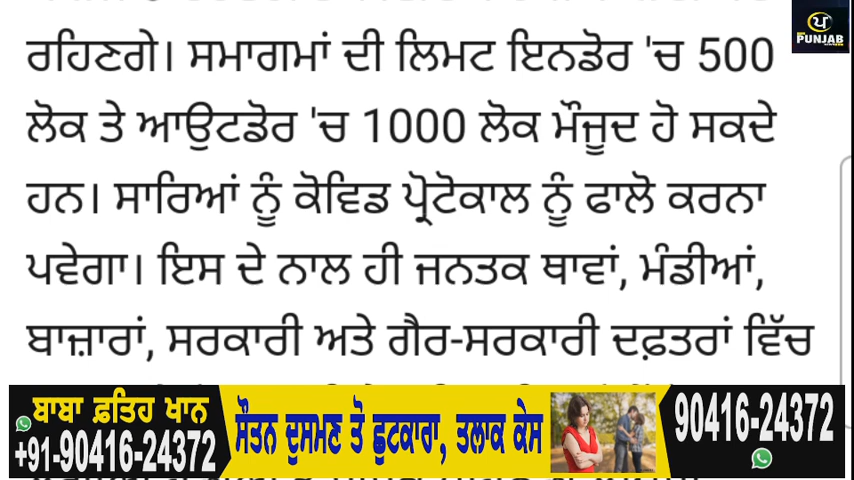 ਪ
PUNJAB
ਰਹਿਣਗੇ। ਸਮਾਗਮਾਂ ਦੀ ਲਿਮਟ ਇਨਡੋਰ 'ਚ 500
ਲੋਕ ਤੇ ਆਉਟਡੋਰ 'ਚ 1000 ਲੋਕ ਮੌਜੂਦ ਹੋ ਸਕਦੇ
ਹਨ। ਸਾਰਿਆਂ ਨੂੰ ਕੋਵਿਡ ਪ੍ਰੋਟੋਕਾਲ ਨੂੰ ਫਾਲੋ ਕਰਨਾ
ਪਵੇਗਾ। ਇਸ ਦੇ ਨਾਲ ਹੀ ਜਨਤਕ ਥਾਵਾਂ, ਮੰਡੀਆਂ,
ਬਾਜ਼ਾਰਾਂ, ਸਰਕਾਰੀ ਅਤੇ ਗੈਰ-ਸਰਕਾਰੀ ਦਫ਼ਤਰਾਂ ਵਿੱਚ
ਬਾਬਾ ਫ਼ਤਿਹ ਖਾਨ
+91-90416-24372
ਸੌਤਨ ਦੁਸਮਣ ਤੋ ਛੂਟਕਾਰਾ, ਤਲਾਕ ਕੇਸ
90416-24372